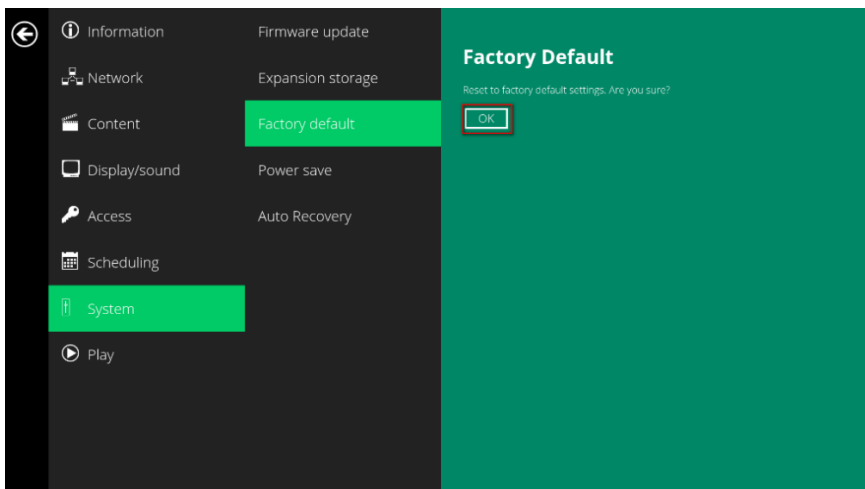 Information
Network
Content
Display/sound
Access
Scheduling
System
Play
Firmware update
Expansion storage
Factory default
Power save
Auto Recovery
Factory Default
Reset to factory default settings. Are you sure?
OK